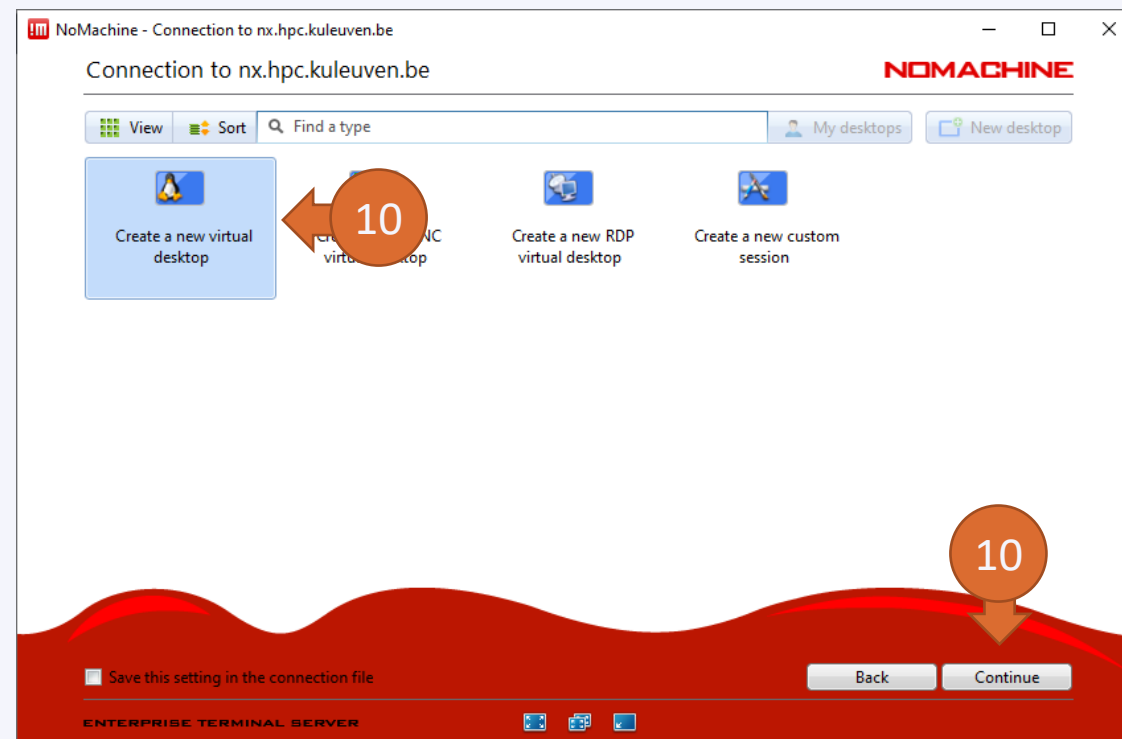 NoMachine - Connection to nx.hpc.kuleuven.be
Connection to nx.hpc.kuleuven.be
NOMACHINE
View
Sort
Find a type
My desktops
New desktop
10
Create a new virtual
desktop
NC
Create a new RDP
virtual desktop
Create a new custom
session
10
Save this setting in the connection file
Back
Continue
ENTERPRISE TERMINAL SERVER